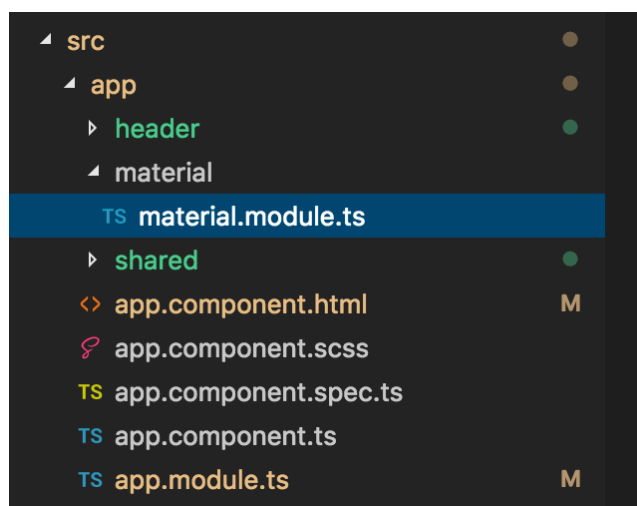 src
app
header
material
TS material.module.ts
shared
<> app.component.html M
app.component.scss
TS app.component.spec.ts
TS app.component.ts
TS app.module.ts M